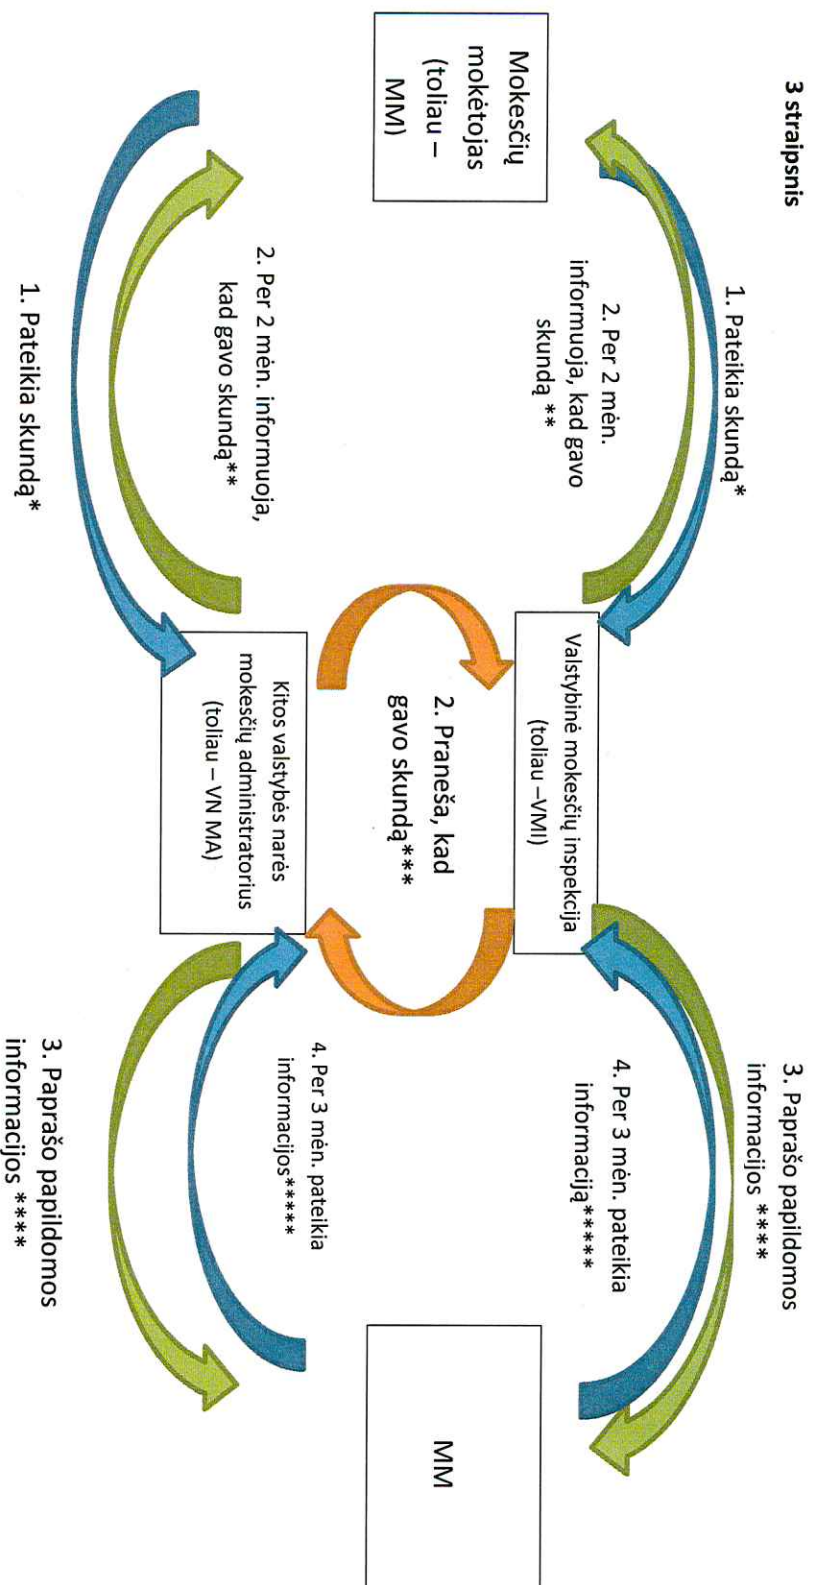 3 straipsnis
1. Pateikia skundą*
2. Per 2 mėn.
informuoja, kad gavo
skundą **
Mokesčių
mokėtojas
(toliau –
MM)
2. Per 2 mėn. informuoja,
kad gavo skundą**
1. Pateikia skundą*
Valstybinė mokesčių inspekcija
(toliau –VMI)
2. Praneša, kad
gavo skundą***
Kitos valstybės narės
mokesčių administratorius
(toliau – VN MA)
3. Paprašo papildomos
informacijos ****
4. Per 3 mėn. pateikia
informaciją*****
MM
4. Per 3 mėn. pateikia
informacijos*****
3. Paprašo papildomos
informacijos ****